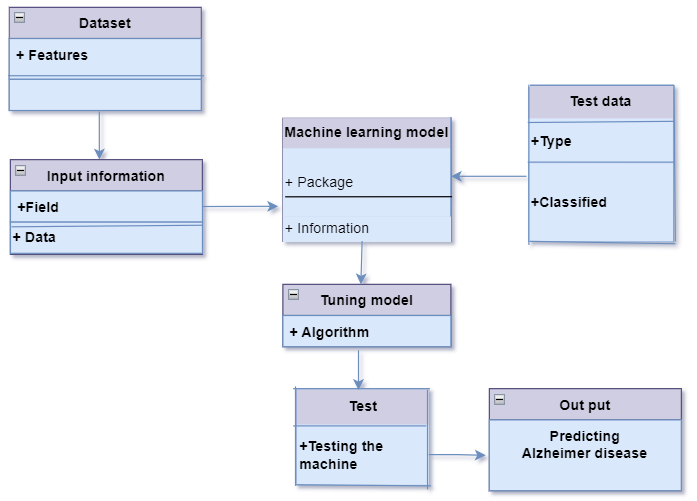 Dataset
+ Features
Input information
+Field
+ Data
Machine learning model
+ Package
+ Information
Test data
+Type
+Classified
Tuning model
+ Algorithm
Test
+Testing the
machine
Out put
Predicting
Alzheimer disease